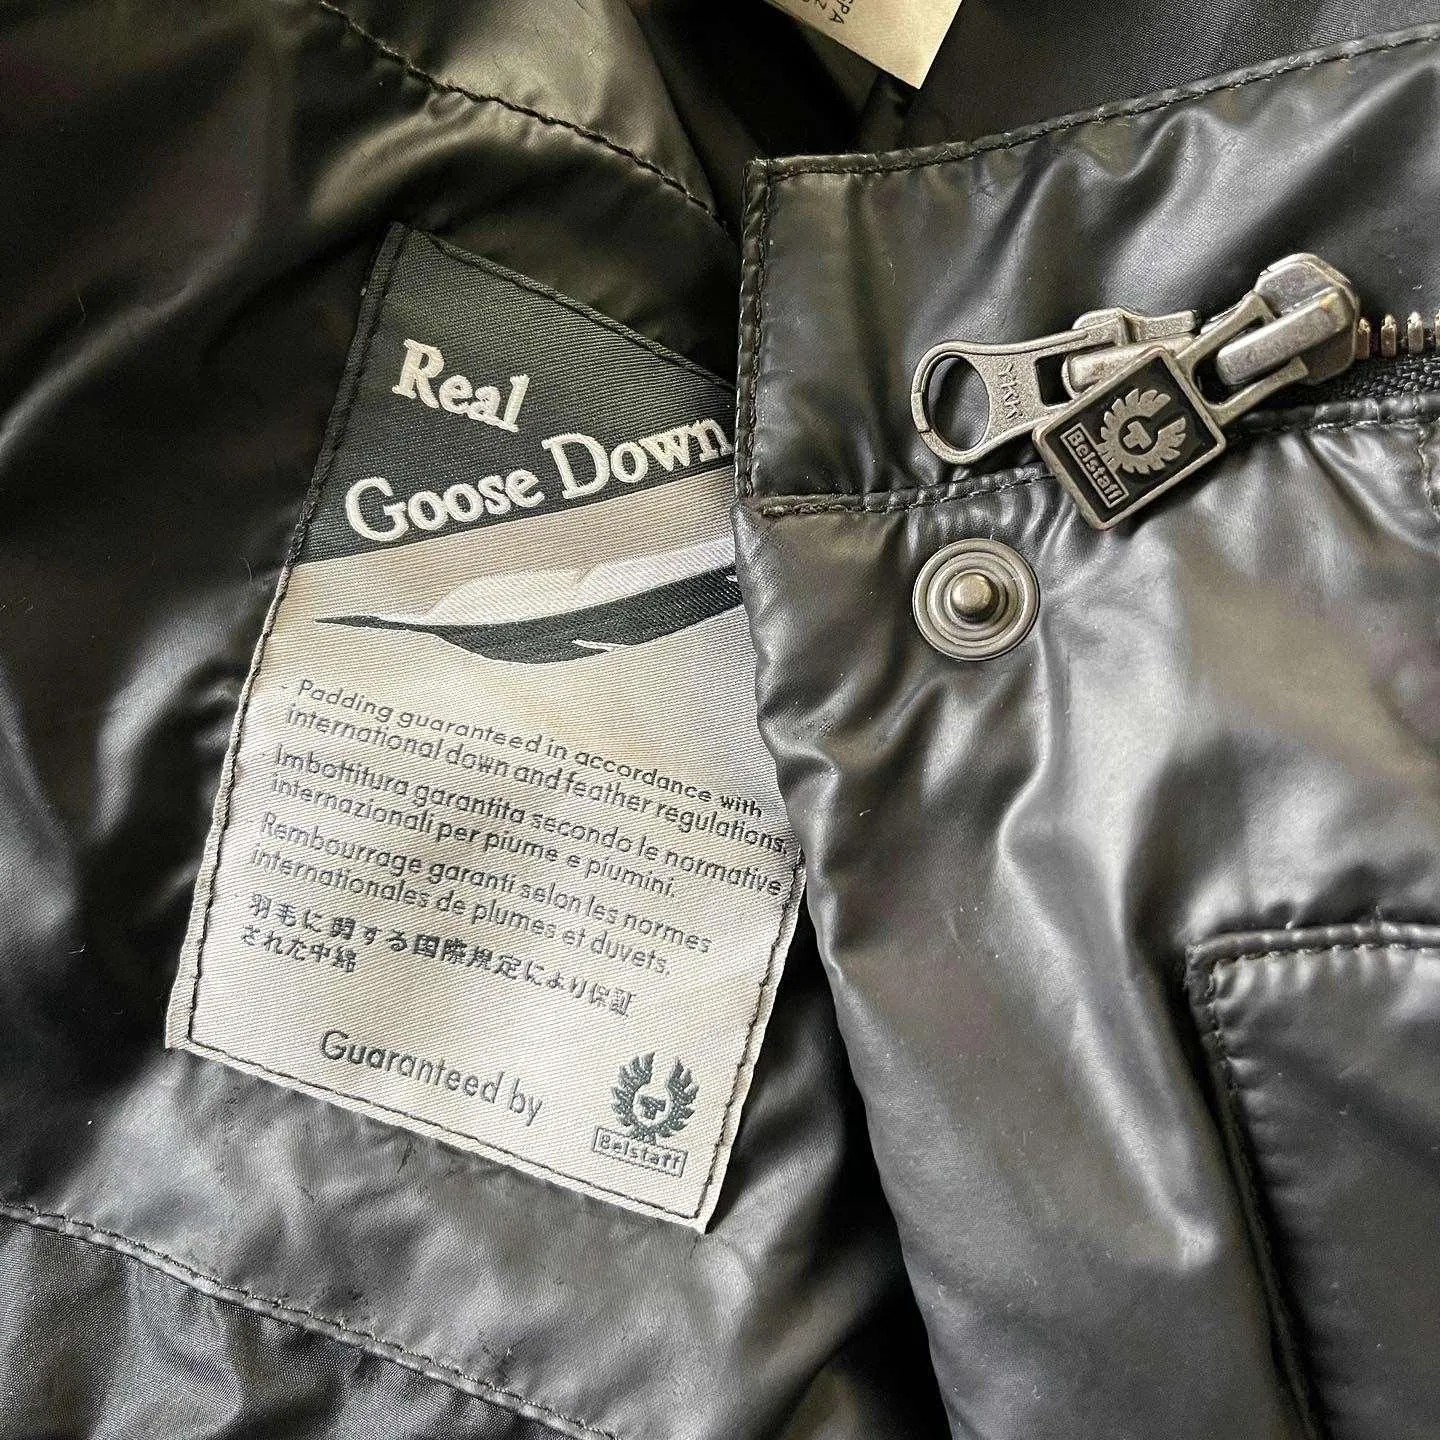 Real
Goose Down
- Padding guaranteed in accordance with
international down and feather regulations.
Imbottitura garantita secondo le normative
internazionali per piume e piumini.
Rembourrage garanti selon les normes
internationales de plumes et duvets.
羽毛に関する国際規定により保証
された中綿
Guaranteed by
Belstaff
Belstaff